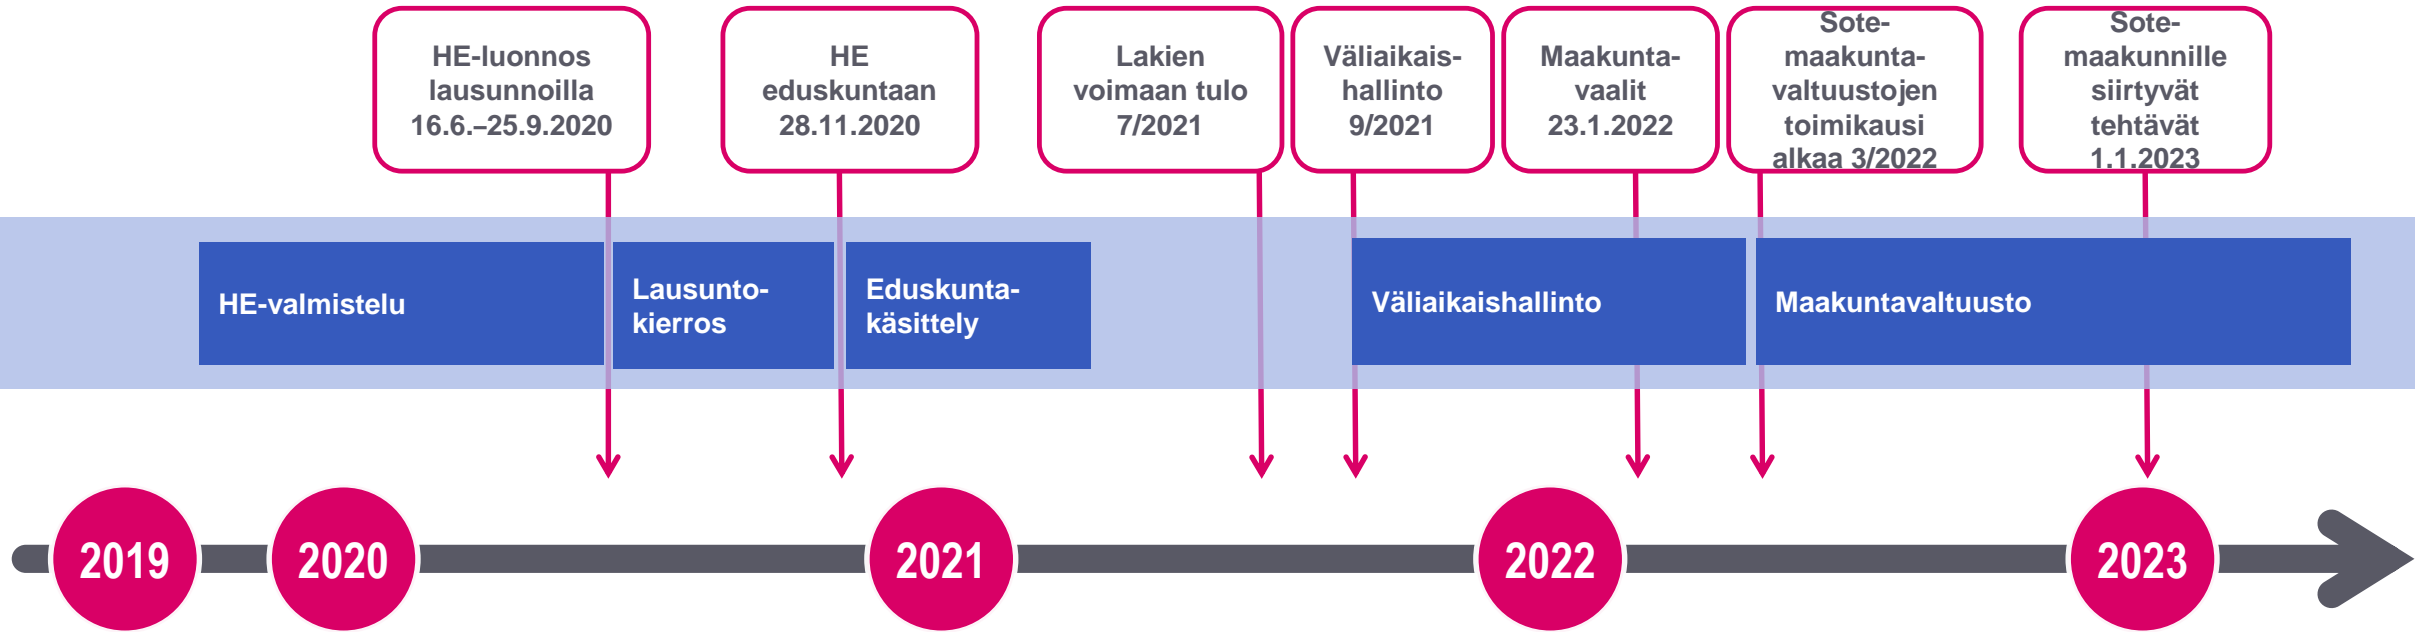 HE-luonnos
lausunnoilla
16.6.–25.9.2020
HE
eduskuntaan
28.11.2020
Lakien
voimaan tulo
7/2021
Väliaikais-
hallinto
9/2021
Maakunta-
vaalit
23.1.2022
Sote-
maakunta-
valtuustojen
toimikausi
alkaa 3/2022
Sote-
maakunnille
siirtyvät
tehtävät
1.1.2023
HE-valmistelu
Lausunto-
kierros
Eduskunta-
käsittely
Väliaikaishallinto
Maakuntavaltuusto
2019
2020
2021
2022
2023